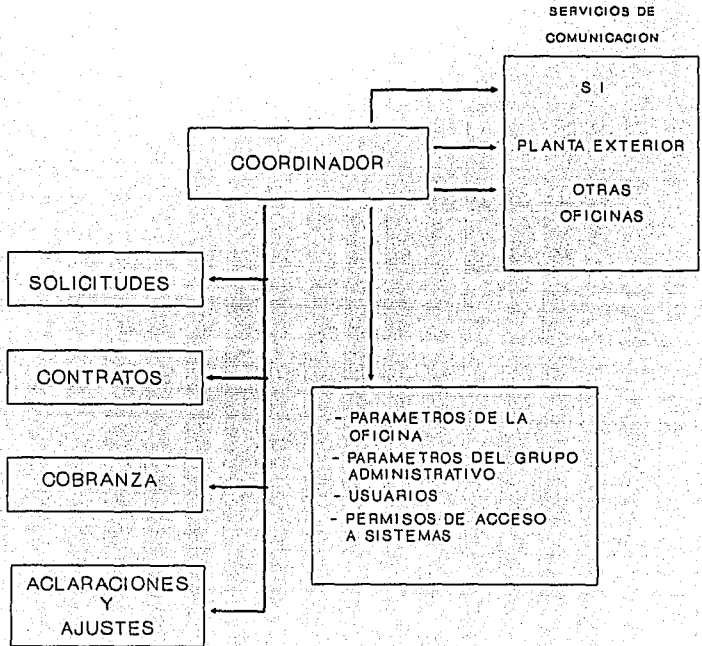 SERVICIOS DE
COMUNICACION
S I
PLANTA EXTERIOR
OTRAS
OFICINAS
COORDINADOR
SOLICITUDES
CONTRATOS
COBRANZA
ACLARACIONES
Y
AJUSTES
- PARAMETROS DE LA
OFICINA
- PARAMETROS DEL GRUPO
ADMINISTRATIVO
- USUARIOS
- PERMISOS DE ACCESO
A SISTEMAS